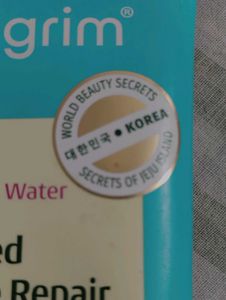 grim®
WORLD BEAUTY SECRETS
대한민국 • KOREA
SECRETS OF JEJU ISLAND
Water
ed
e Repair